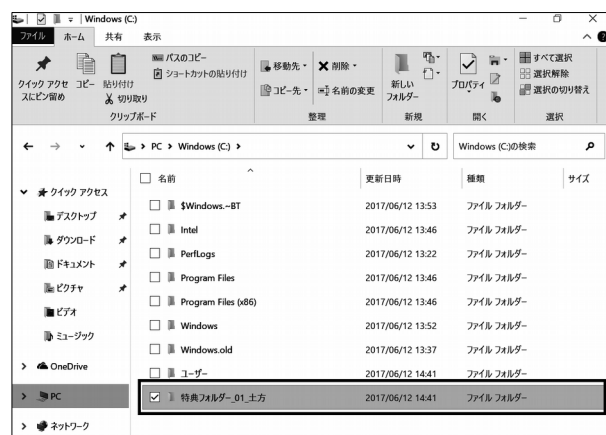 Windows (C:)
ファイル ホーム 共有 表示
クイック アクセスにピン留め
コピー
貼り付け
パスのコピー
ショートカットの貼り付け
切り取り
クリップボード
移動先
コピー先
削除
名前の変更
整理
新しいフォルダー
新規
プロパティ
開く
すべて選択
選択解除
選択の切り替え
選択
PC > Windows (C:) >
Windows (C:)の検索
クイック アクセス
デスクトップ
ダウンロード
ドキュメント
ピクチャ
ビデオ
ミュージック
OneDrive
PC
ネットワーク
名前 更新日時 種類 サイズ
$Windows.~BT 2017/06/12 13:53 ファイル フォルダー
Intel 2017/06/12 13:46 ファイル フォルダー
PerfLogs 2017/06/12 13:22 ファイル フォルダー
Program Files 2017/06/12 13:46 ファイル フォルダー
Program Files (x86) 2017/06/12 13:46 ファイル フォルダー
Windows 2017/06/12 13:52 ファイル フォルダー
Windows.old 2017/06/12 13:37 ファイル フォルダー
ユーザー 2017/06/12 14:41 ファイル フォルダー
特典フォルダー_01_土方 2017/06/12 14:41 ファイル フォルダー